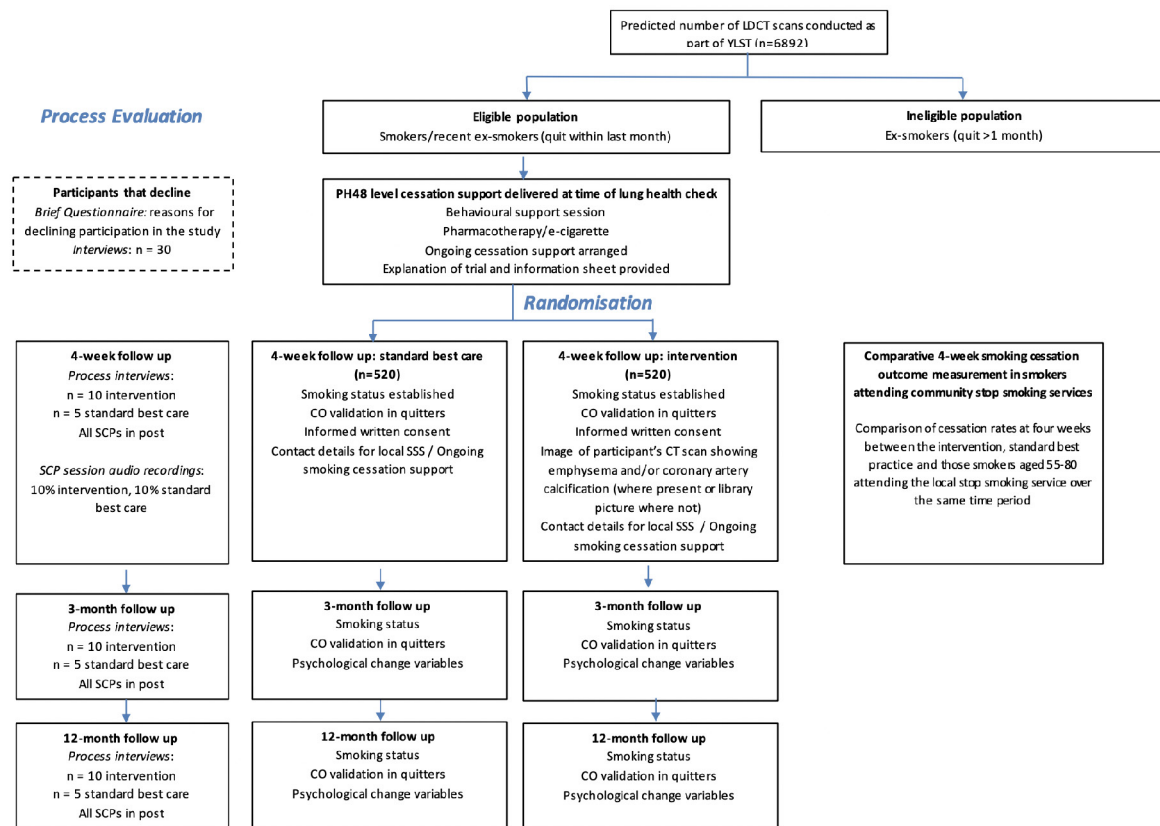 Predicted number of LDCT scans conducted as
part of YLST (n=6892)
Eligible population
Smokers/recent ex-smokers (quit within last month)
Ineligible population
Ex-smokers (quit >1 month)
Process Evaluation
Participants that decline
Brief Questionnaire: reasons for
declining participation in the study
Interviews: n = 30
PH48 level cessation support delivered at time of lung health check
Behavioural support session
Pharmacotherapy/e-cigarette
Ongoing cessation support arranged
Explanation of trial and information sheet provided
Randomisation
4-week follow up
Process interviews:
n = 10 intervention
n = 5 standard best care
All SCPs in post
SCP session audio recordings:
10% intervention, 10% standard
best care
4-week follow up: standard best care
(n=520)
Smoking status established
CO validation in quitters
Informed written consent
Contact details for local SSS / Ongoing
smoking cessation support
4-week follow up: intervention
(n=520)
Smoking status established
CO validation in quitters
Informed written consent
Image of participant's CT scan showing
emphysema and/or coronary artery
calcification (where present or library
picture where not)
Contact details for local SSS / Ongoing
smoking cessation support
Comparative 4-week smoking cessation
outcome measurement in smokers
attending community stop smoking services
Comparison of cessation rates at four weeks
between the intervention, standard best
practice and those smokers aged 55-80
attending the local stop smoking service over
the same time period
3-month follow up
Process interviews:
n = 10 intervention
n = 5 standard best care
All SCPs in post
3-month follow up
Smoking status
CO validation in quitters
Psychological change variables
3-month follow up
Smoking status
CO validation in quitters
Psychological change variables
12-month follow up
Process interviews:
n = 10 intervention
n = 5 standard best care
All SCPs in post
12-month follow up
Smoking status
CO validation in quitters
Psychological change variables
12-month follow up
Smoking status
CO validation in quitters
Psychological change variables